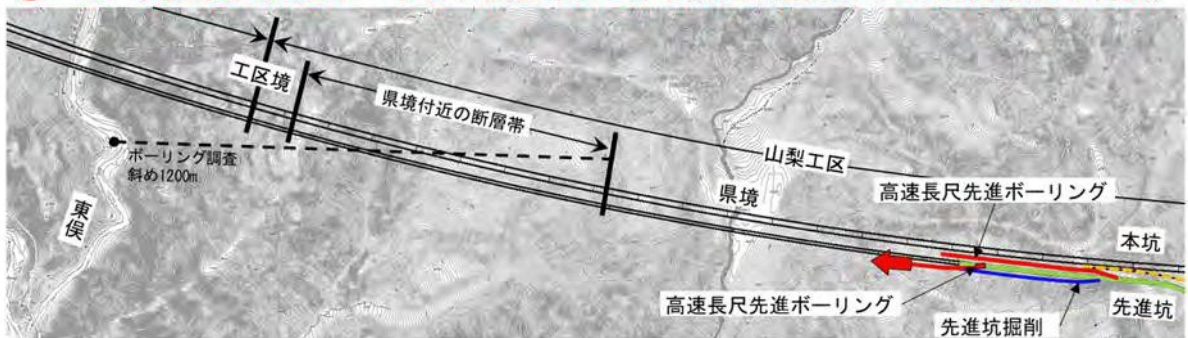 工区境
県境付近の断層帯
山梨工区
ボーリング調査
斜め1200m
東俣
県境
高速長尺先進ボーリング
本坑
高速長尺先進ボーリング
先進坑掘削
先進坑